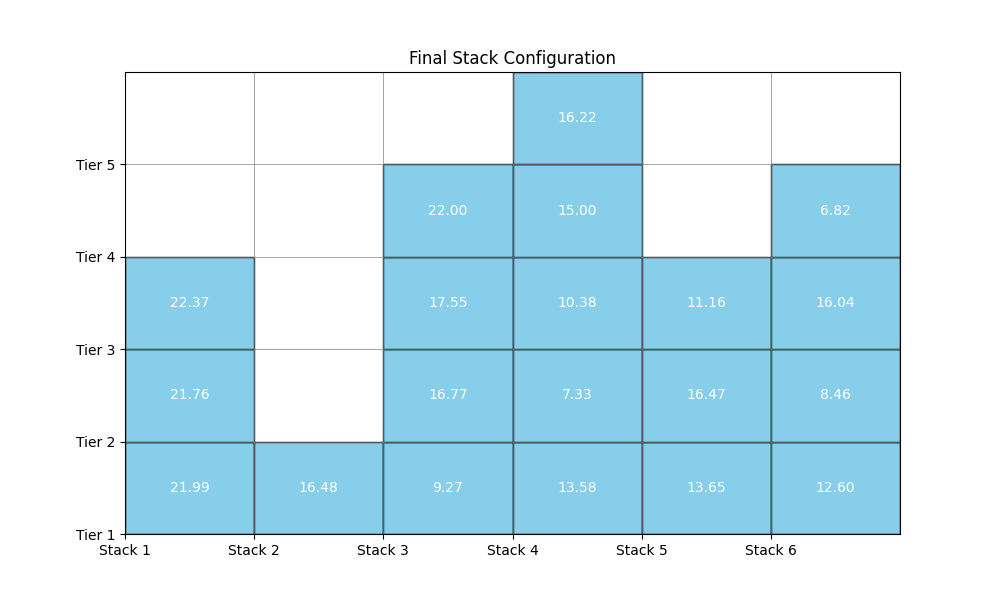 Final Stack Configuration
16.22
Tier 5
22.00 15.00 6.82
Tier 4
22.37 17.55 10.38 11.16 16.04
Tier 3
21.76 16.77 7.33 16.47 8.46
Tier 2
21.99 16.48 9.27 13.58 13.65 12.60
Tier 1
Stack 1 Stack 2 Stack 3 Stack 4 Stack 5 Stack 6